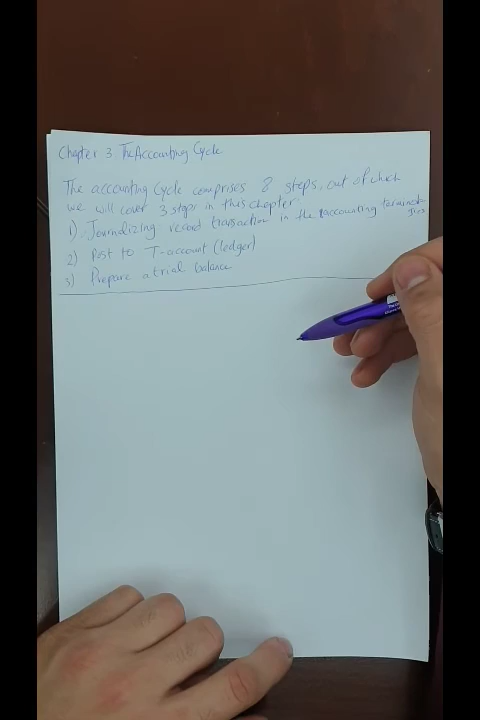 Chapter 3 The Accounting Cycle
The accounting cycle comprises 8 steps, out of which
we will cover 3 steps in this chapter.
1) Journalizing record transaction in the accounting
2) Post to T-account (ledger)
3) Prepare a trial balance